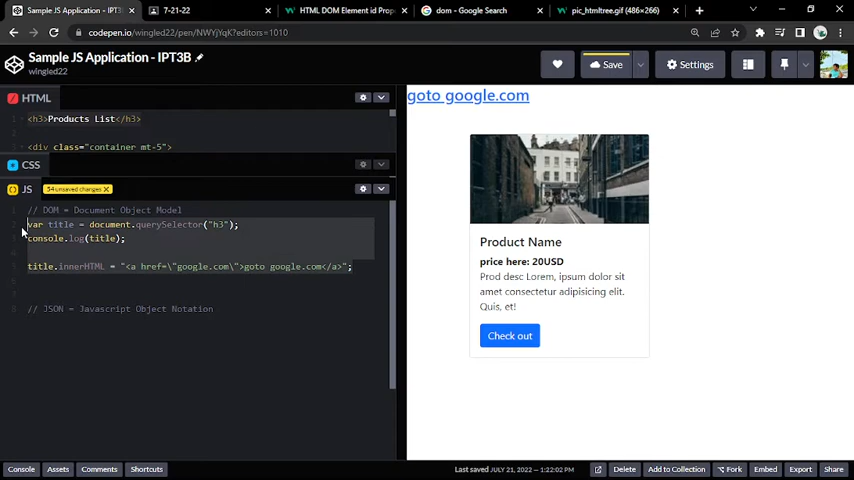 Sample JS Application - IPT3B
7-21-22
HTML DOM Element id Prop
dom - Google Search
pic_htmltree.gif (486×266)
codepen.io/wingled22/pen/NWYjYqK?editors=1010
Sample JS Application - IPT3B
wingled22
Save
Settings
HTML
1 <h3>Products List</h3>
2
3 <div class="container mt-5">
CSS
JS
54 unsaved changes X
1 // DOM = Document Object Model
2 var title = document.querySelector("h3");
3 console.log(title);
title.innerHTML = "<a href=\"google.com\">goto google.com</a>";
// JSON = Javascript Object Notation
goto google.com
Product Name
price here: 20USD
Prod desc Lorem, ipsum dolor sit
amet consectetur adipisicing elit.
Quis, et!
Check out
Console
Assets
Comments
Shortcuts
Last saved JULY 21, 2022 — 1:22:02 PM
Delete
Add to Collection
Fork
Embed
Export
Share